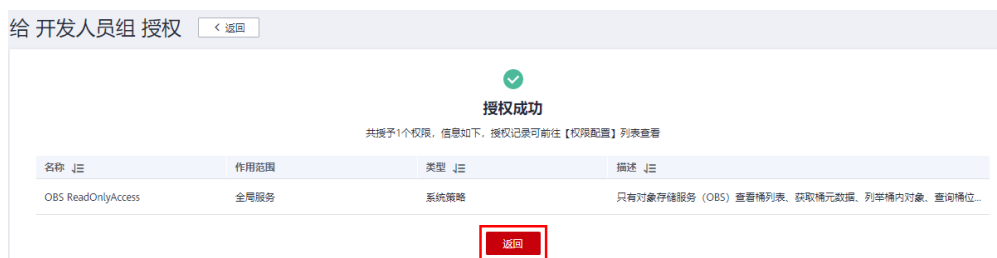 给 开发人员组 授权 < 返回
授权成功
共授予1个权限，信息如下，授权记录可前往【权限配置】列表查看
名称 作用范围 类型 描述
OBS ReadOnlyAccess 全局服务 系统策略 只有对象存储服务（OBS）查看桶列表、获取桶元数据、列举桶内对象、查询桶位...
返回